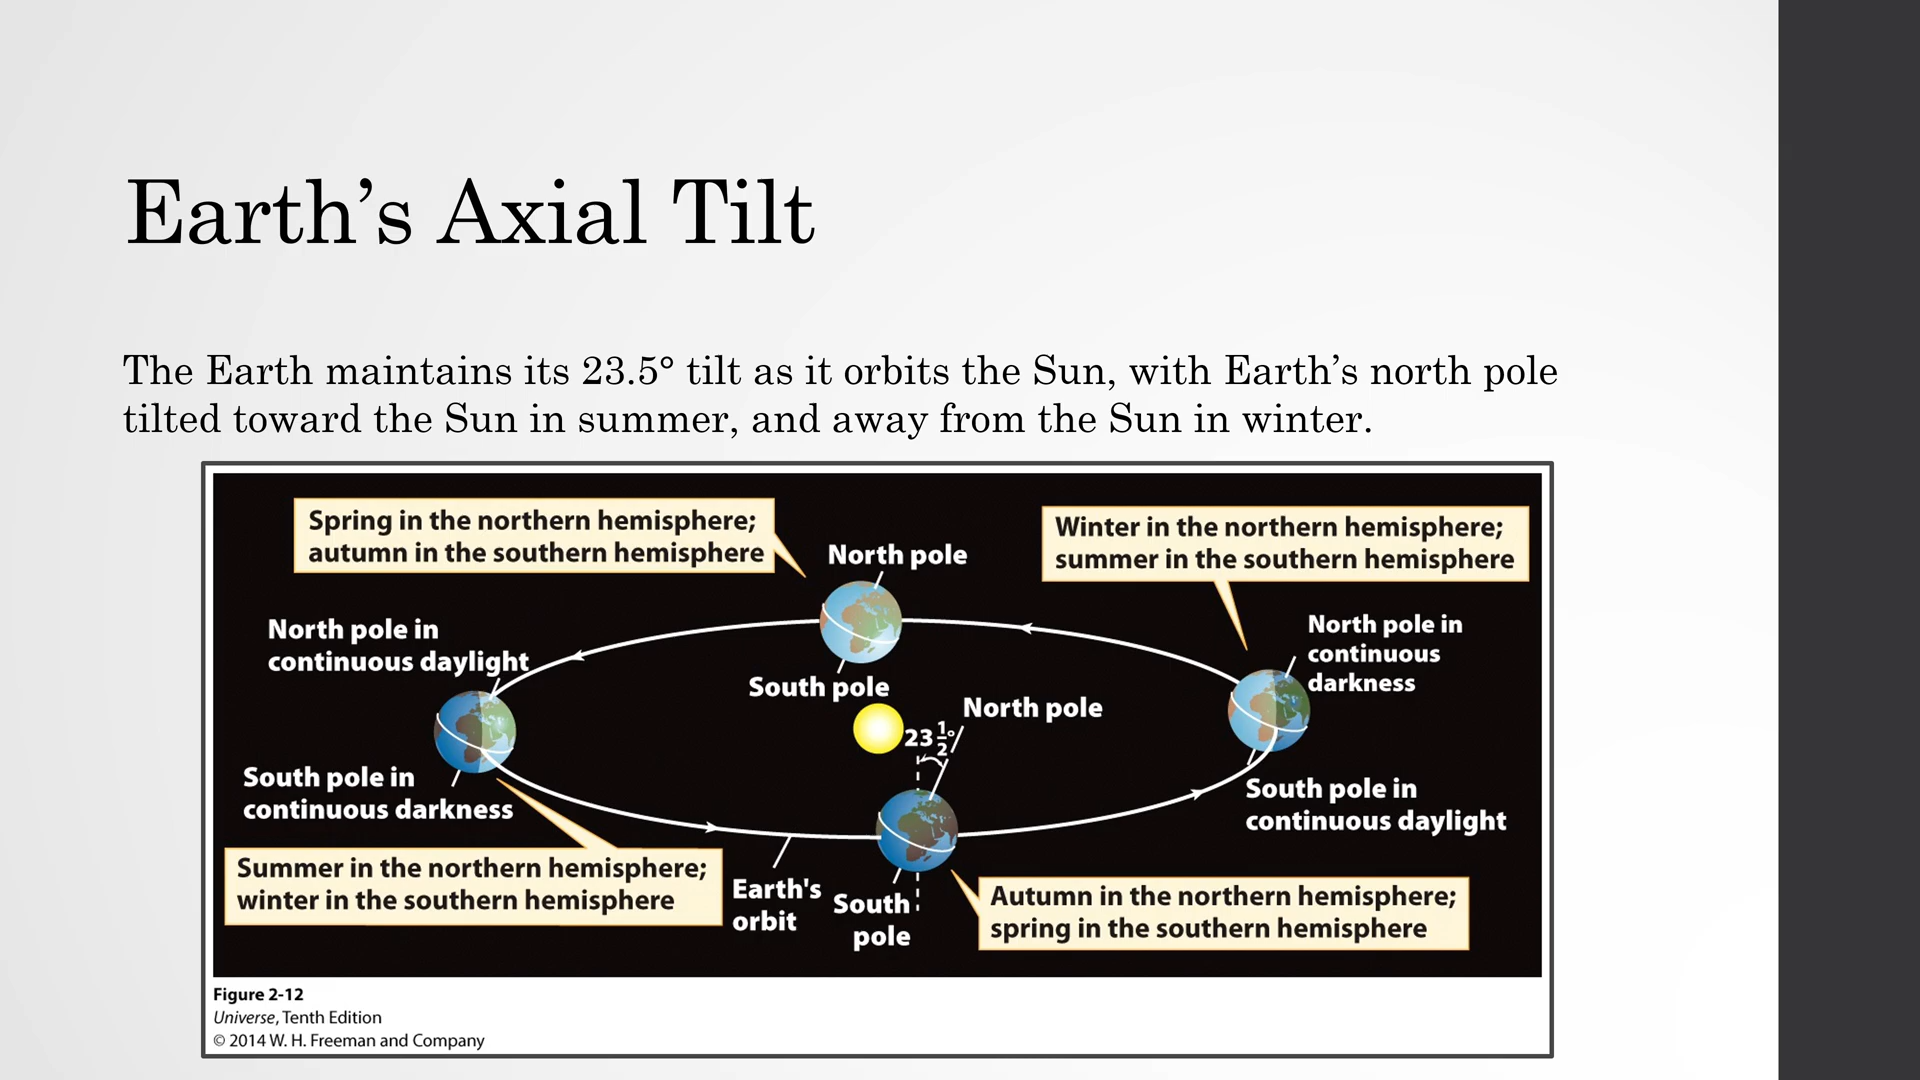 Earth’s Axial Tilt
The Earth maintains its 23.5° tilt as it orbits the Sun, with Earth’s north pole
tilted toward the Sun in summer, and away from the Sun in winter.
Spring in the northern hemisphere;
autumn in the southern hemisphere
North pole
South pole
Winter in the northern hemisphere;
summer in the southern hemisphere
North pole in
continuous daylight
North pole in
continuous
darkness
North pole
23 1/2°
South pole in
continuous darkness
South pole in
continuous daylight
Summer in the northern hemisphere;
winter in the southern hemisphere
Earth's
orbit
South
pole
Autumn in the northern hemisphere;
spring in the southern hemisphere
Figure 2-12
Universe, Tenth Edition
© 2014 W. H. Freeman and Company